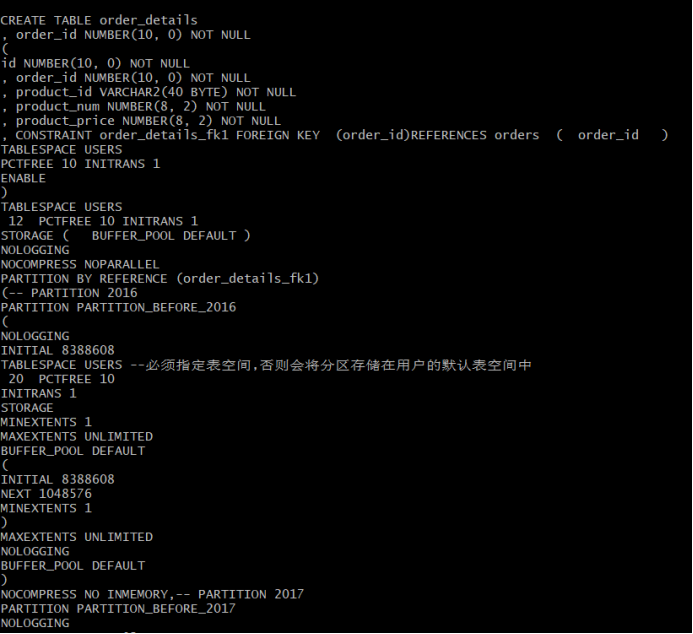 CREATE TABLE order_details
, order_id NUMBER(10, 0) NOT NULL
(
id NUMBER(10, 0) NOT NULL
, order_id NUMBER(10, 0) NOT NULL
, product_id VARCHAR2(40 BYTE) NOT NULL
, product_num NUMBER(8, 2) NOT NULL
, product_price NUMBER(8, 2) NOT NULL
, CONSTRAINT order_details_fk1 FOREIGN KEY  (order_id)REFERENCES orders  (  order_id   )
TABLESPACE USERS
PCTFREE 10 INITRANS 1
ENABLE
)
TABLESPACE USERS
 12  PCTFREE 10 INITRANS 1
STORAGE (   BUFFER_POOL DEFAULT )
NOLOGGING
NOCOMPRESS NOPARALLEL
PARTITION BY REFERENCE (order_details_fk1)
(-- PARTITION 2016
PARTITION PARTITION_BEFORE_2016
(
NOLOGGING
INITIAL 8388608
TABLESPACE USERS --必须指定表空间,否则会将分区存储在用户的默认表空间中
 20  PCTFREE 10
INITRANS 1
STORAGE
MINEXTENTS 1
MAXEXTENTS UNLIMITED
BUFFER_POOL DEFAULT
(
INITIAL 8388608
NEXT 1048576
MINEXTENTS 1
)
MAXEXTENTS UNLIMITED
NOLOGGING
BUFFER_POOL DEFAULT
)
NOCOMPRESS NO INMEMORY,-- PARTITION 2017
PARTITION PARTITION_BEFORE_2017
NOLOGGING